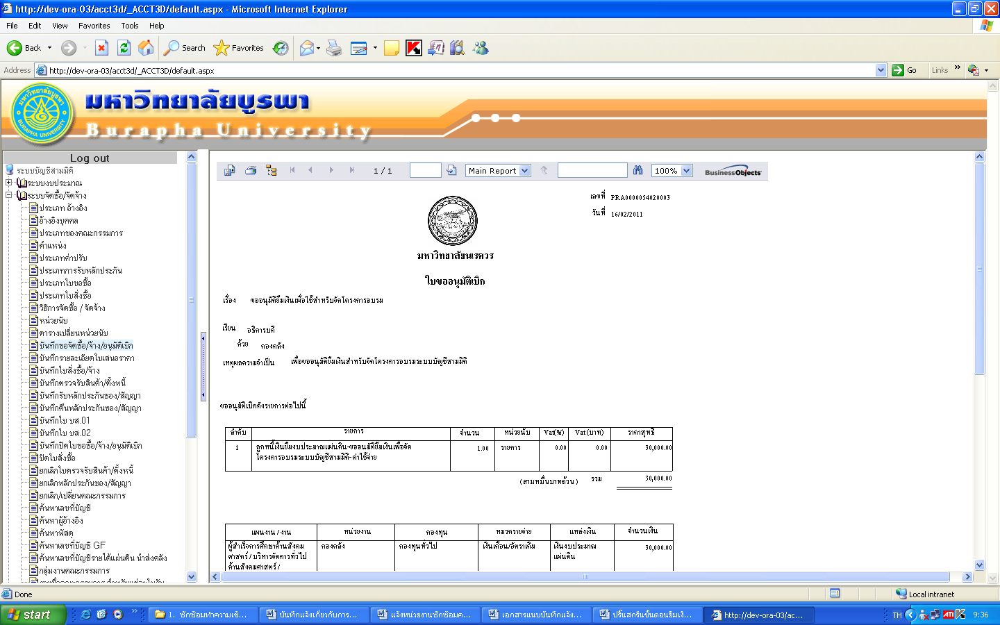 http://dev-ora-03/acct3d/_ACCT3D/default.aspx - Microsoft Internet Explorer
File Edit View Favorites Tools Help
Back Search Favorites
Address http://dev-ora-03/acct3d/_ACCT3D/default.aspx Go Links
มหาวิทยาลัยบูรพา
Burapha University
Log out
ระบบบัญชีสามมิติ
ระบบงบประมาณ
ระบบจัดซื้อ/จัดจ้าง
ประเภท อ้างอิง
อ้างอิงบุคคล
ประเภทของคณะกรรมการ
ตำแหน่ง
ประเภทค่าปรับ
ประเภทการรับหลักประกัน
ประเภทใบขอซื้อ
ประเภทใบสั่งซื้อ
วิธีการจัดซื้อ / จัดจ้าง
หน่วยนับ
ตารางเปลี่ยนหน่วยนับ
บันทึกขอจัดซื้อ/จ้าง/อนุมัติเบิก
บันทึกรายละเอียดใบเสนอราคา
บันทึกใบสั่งซื้อ/จ้าง
บันทึกตรวจรับสินค้า/ตั้งหนี้
บันทึกรับหลักประกันซอง/สัญญา
บันทึกคืนหลักประกันซอง/สัญญา
บันทึกใบ บส.01
บันทึกใบ บส.02
บันทึกปิดใบขอซื้อ/จ้าง/อนุมัติเบิก
ปิดใบสั่งซื้อ
ยกเลิกใบตรวจรับสินค้า/ตั้งหนี้
ยกเลิกหลักประกันซอง/สัญญา
ยกเลิก/เปลี่ยนคณะกรรมการ
ค้นหาเลขที่บัญชี
ค้นหาผู้อ้างอิง
ค้นหาพัสดุ
ค้นหาเลขที่บัญชี GF
ค้นหาเลขที่บัญชีรายได้แผ่นดิน นำส่งคลัง
กลุ่มงานคณะกรรมการ
1 / 1 Main Report 100% BusinessObjects
เลขที่ PRA0000054020003
วันที่ 16/02/2011
มหาวิทยาลัยนเรศวร
ใบขออนุมัติเบิก
เรื่อง ขออนุมัติยืมเงินเพื่อใช้สำหรับจัดโครงการอบรม
เรียน อธิการบดี
ด้วย กองคลัง
เหตุผลความจำเป็น เพื่อขออนุมัติยืมเงินสำหรับจัดโครงการอบรมระบบบัญชีสามมิติ
ขออนุมัติเบิกดังรายการต่อไปนี้
ลำดับ รายการ จำนวน หน่วยนับ Vat(%) Vat(บาท) ราคาสุทธิ
1 ลูกหนี้เงินยืมงบประมาณแผ่นดิน-ขออนุมัติยืมเงินเพื่อจัด 1.00 รายการ 0.00 0.00 30,000.00
โครงการอบรมระบบบัญชีสามมิติ-ค่าใช้จ่าย
(สามหมื่นบาทถ้วน) รวม 30,000.00
แผนงาน / งาน หน่วยงาน กองทุน หมวดรายจ่าย แหล่งเงิน จำนวนเงิน
ผู้สำเร็จการศึกษาด้านสังคม กองคลัง กองทุนทั่วไป เงินเดือน/อัตราเดิม เงินงบประมาณ 30,000.00
ศาสตร์ / บริหารจัดการทั่วไป แผ่นดิน
ด้านสังคมศาสตร์ /
Done Local intranet
start 1. ซักซ้อมทำความเข้... บันทึกแจ้งเกี่ยวกับการ... แจ้งหน่วยงานซักซ้อมค... เอกสารแนบบันทึกแจ้ง... ปริ้นสกรีนขั้นตอนยืมเงิ... http://dev-ora-03/ac... TH 9:36